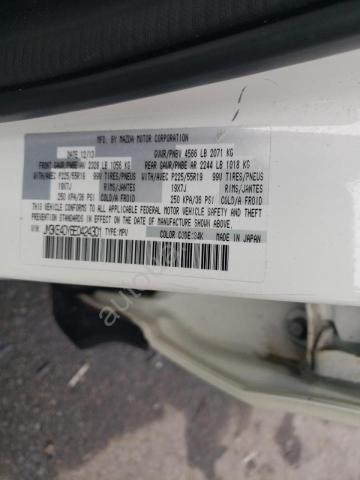 MFD. BY MAZDA MOTOR CORPORATION
DATE 12/13 GVWR/PNBV 4566 LB 2071 KG
FRONT GAWR/PNBE AV 2328 LB 1056 KG REAR GAWR/PNBE AR 2244 LB 1018 KG
WITH/AVEC P225/55R19 99V TIRES/PNEUS WITH/AVEC P225/55R19 99V TIRES/PNEUS
19X7J RIMS/JANTES 19X7J RIMS/JANTES
250 KPA/36 PSI COLD/A FROID 250 KPA/36 PSI COLD/A FROID
THIS VEHICLE CONFORMS TO ALL APPLICABLE FEDERAL MOTOR VEHICLE
SAFETY, BUMPER, AND THEFT PREVENTION STANDARDS IN EFFECT
ON THE DATE OF MANUFACTURE SHOWN ABOVE.
VIN: TYPE: MPV
COLOR CODE:34K MADE IN JAPAN